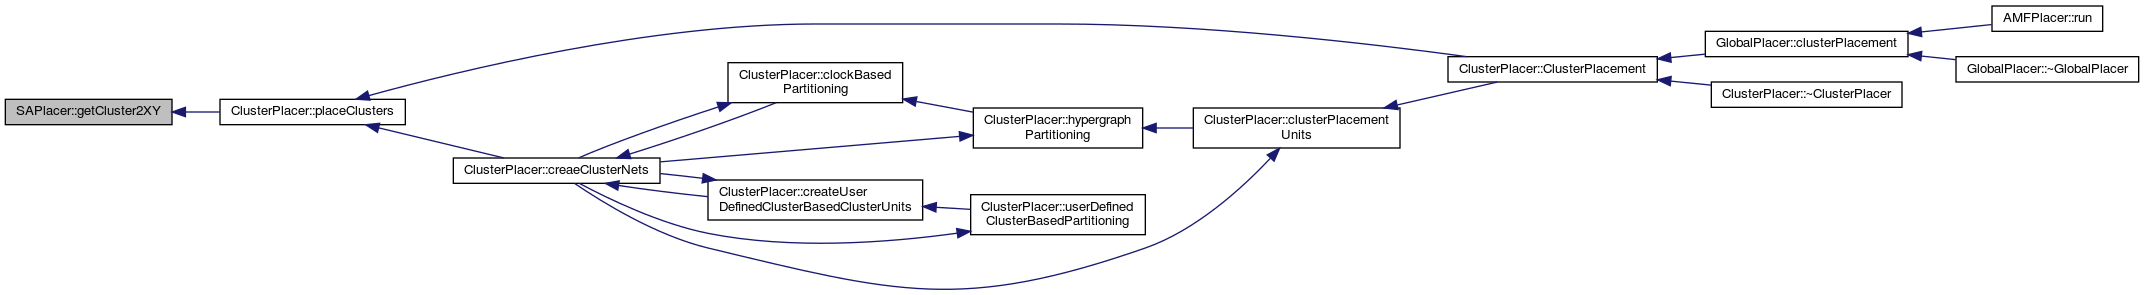 SAPlacer::getCluster2XY
ClusterPlacer::placeClusters
ClusterPlacer::creaeClusterNets
ClusterPlacer::clockBased
Partitioning
ClusterPlacer::createUser
DefinedClusterBasedClusterUnits
ClusterPlacer::hypergraph
Partitioning
ClusterPlacer::userDefined
ClusterBasedPartitioning
ClusterPlacer::clusterPlacement
Units
ClusterPlacer::ClusterPlacement
GlobalPlacer::clusterPlacement
ClusterPlacer::~ClusterPlacer
AMFPlacer::run
GlobalPlacer::~GlobalPlacer